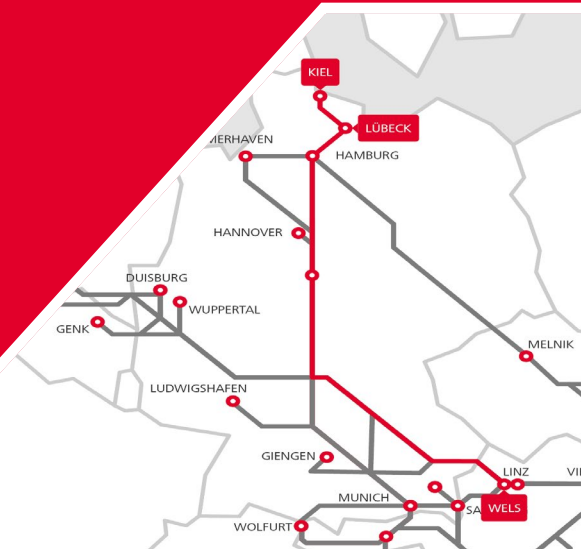 KIEL
LÜBECK
MERHAVEN
HAMBURG
HANNOVER
DUISBURG
WUPPERTAL
GENK
MELNIK
LUDWIGSHAFEN
GIENGEN
LINZ
VI
MUNICH
SA
WELS
WOLFURT